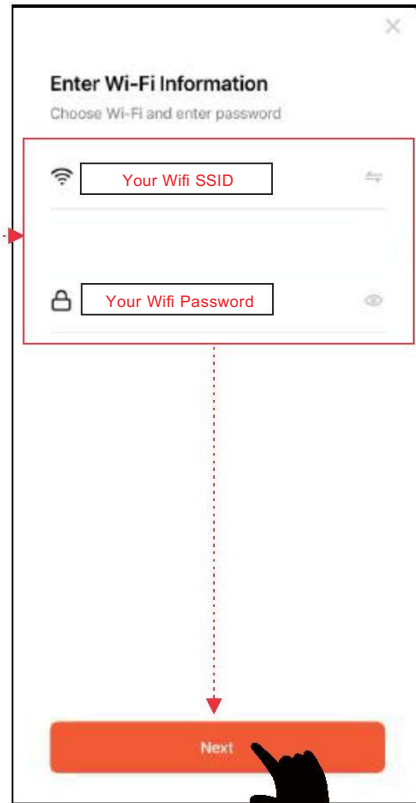 Enter Wi-Fi Information
Choose Wi-Fi and enter password
Your Wifi SSID
Your Wifi Password
Next